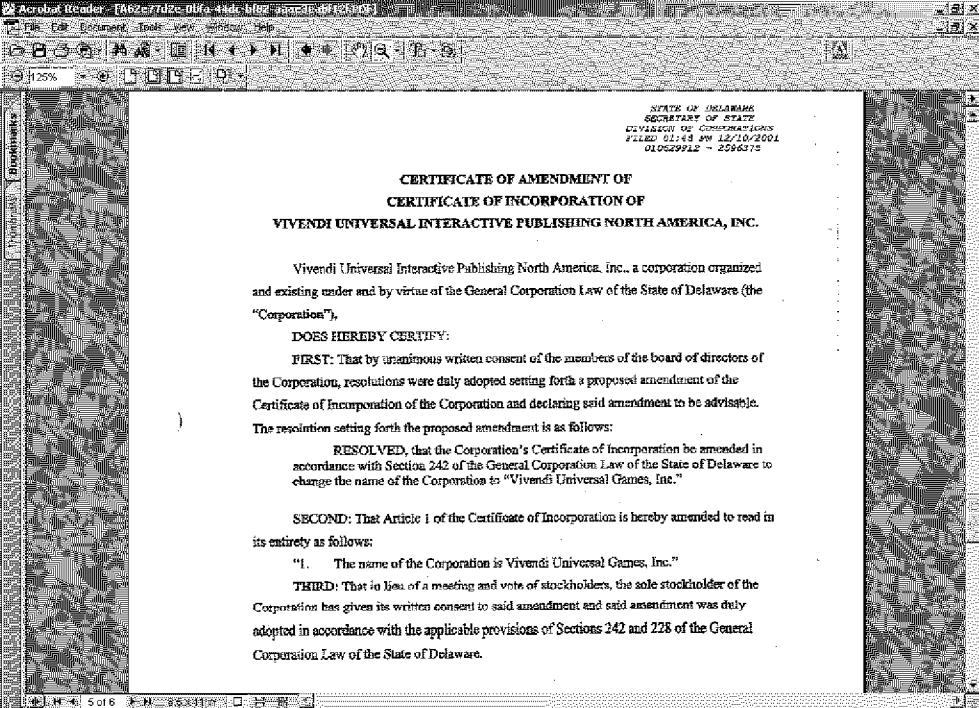 Acrobat Reader - [A62e77d2e-0bfa-44dc-bf82-
File Edit Document Tools View Window Help
125%
Bookmarks
Thumbnails
STATE OF DELAWARE
SECRETARY OF STATE
DIVISION OF CORPORATIONS
FILED 01:48 PM 12/10/2001
010629912 - 2596375
CERTIFICATE OF AMENDMENT OF
CERTIFICATE OF INCORPORATION OF
VIVENDI UNIVERSAL INTERACTIVE PUBLISHING NORTH AMERICA, INC.
Vivendi Universal Interactive Publishing North America, Inc., a corporation organized
and existing under and by virtue of the General Corporation Law of the State of Delaware (the
"Corporation"),
DOES HEREBY CERTIFY:
FIRST: That by unanimous written consent of the members of the board of directors of
the Corporation, resolutions were duly adopted setting forth a proposed amendment of the
Certificate of Incorporation of the Corporation and declaring said amendment to be advisable.
The resolution setting forth the proposed amendment is as follows:
RESOLVED, that the Corporation's Certificate of Incorporation be amended in
accordance with Section 242 of the General Corporation Law of the State of Delaware to
change the name of the Corporation to "Vivendi Universal Games, Inc."
SECOND: That Article 1 of the Certificate of Incorporation is hereby amended to read in
its entirety as follows:
"1. The name of the Corporation is Vivendi Universal Games, Inc."
THIRD: That in lieu of a meeting and vote of stockholders, the sole stockholder of the
Corporation has given its written consent to said amendment and said amendment was duly
adopted in accordance with the applicable provisions of Sections 242 and 228 of the General
Corporation Law of the State of Delaware.
5 of 6 8.5 x 11 in